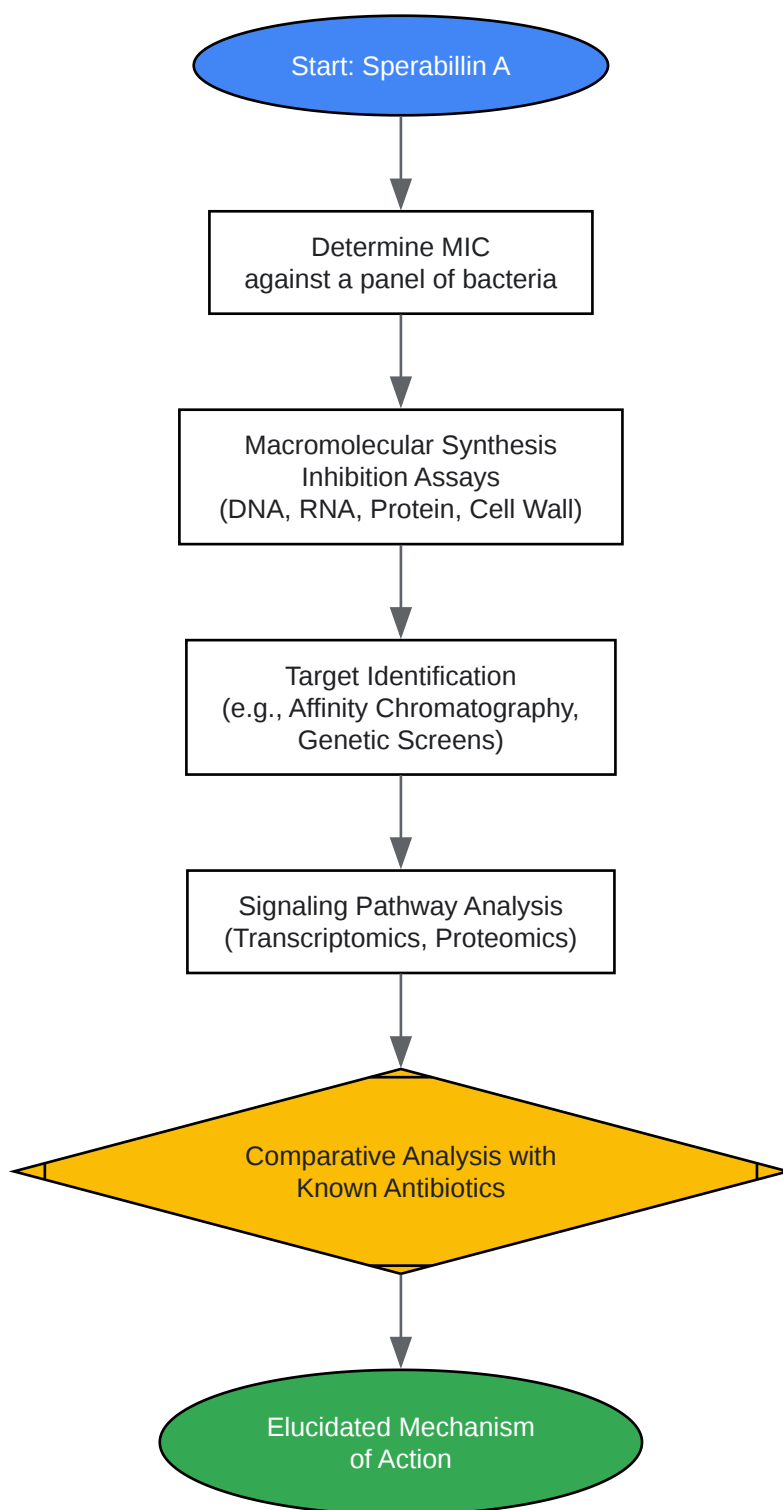 Start: Sperabillin A
Determine MIC
against a panel of bacteria
Macromolecular Synthesis
Inhibition Assays
(DNA, RNA, Protein, Cell Wall)
Target Identification
(e.g., Affinity Chromatography,
Genetic Screens)
Signaling Pathway Analysis
(Transcriptomics, Proteomics)
Comparative Analysis with
Known Antibiotics
Elucidated Mechanism
of Action